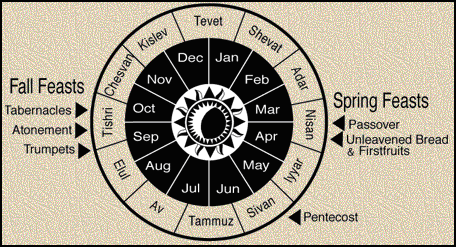 Tevet
Shevat
Adar
Nisan
Iyyar
Sivan
Tammuz
Av
Elul
Tishri
Chesvan
Kislev
Jan
Feb
Mar
Apr
May
Jun
Jul
Aug
Sep
Oct
Nov
Dec
Fall Feasts
Tabernacles
Atonement
Trumpets
Spring Feasts
Passover
Unleavened Bread
& Firstfruits
Pentecost